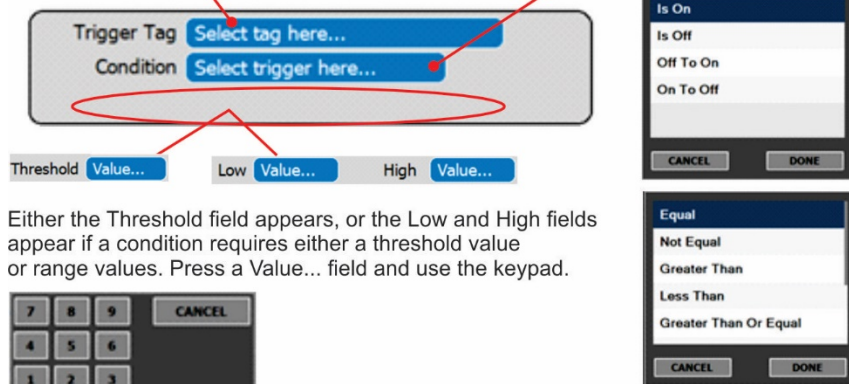 Trigger Tag Select tag here...
Condition Select trigger here...
Threshold Value... Low Value... High Value...
Either the Threshold field appears, or the Low and High fields
appear if a condition requires either a threshold value
or range values. Press a Value... field and use the keypad.
7 8 9 CANCEL
4 5 6
1 2 3
Is On
Is Off
Off To On
On To Off
CANCEL DONE
Equal
Not Equal
Greater Than
Less Than
Greater Than Or Equal
CANCEL DONE